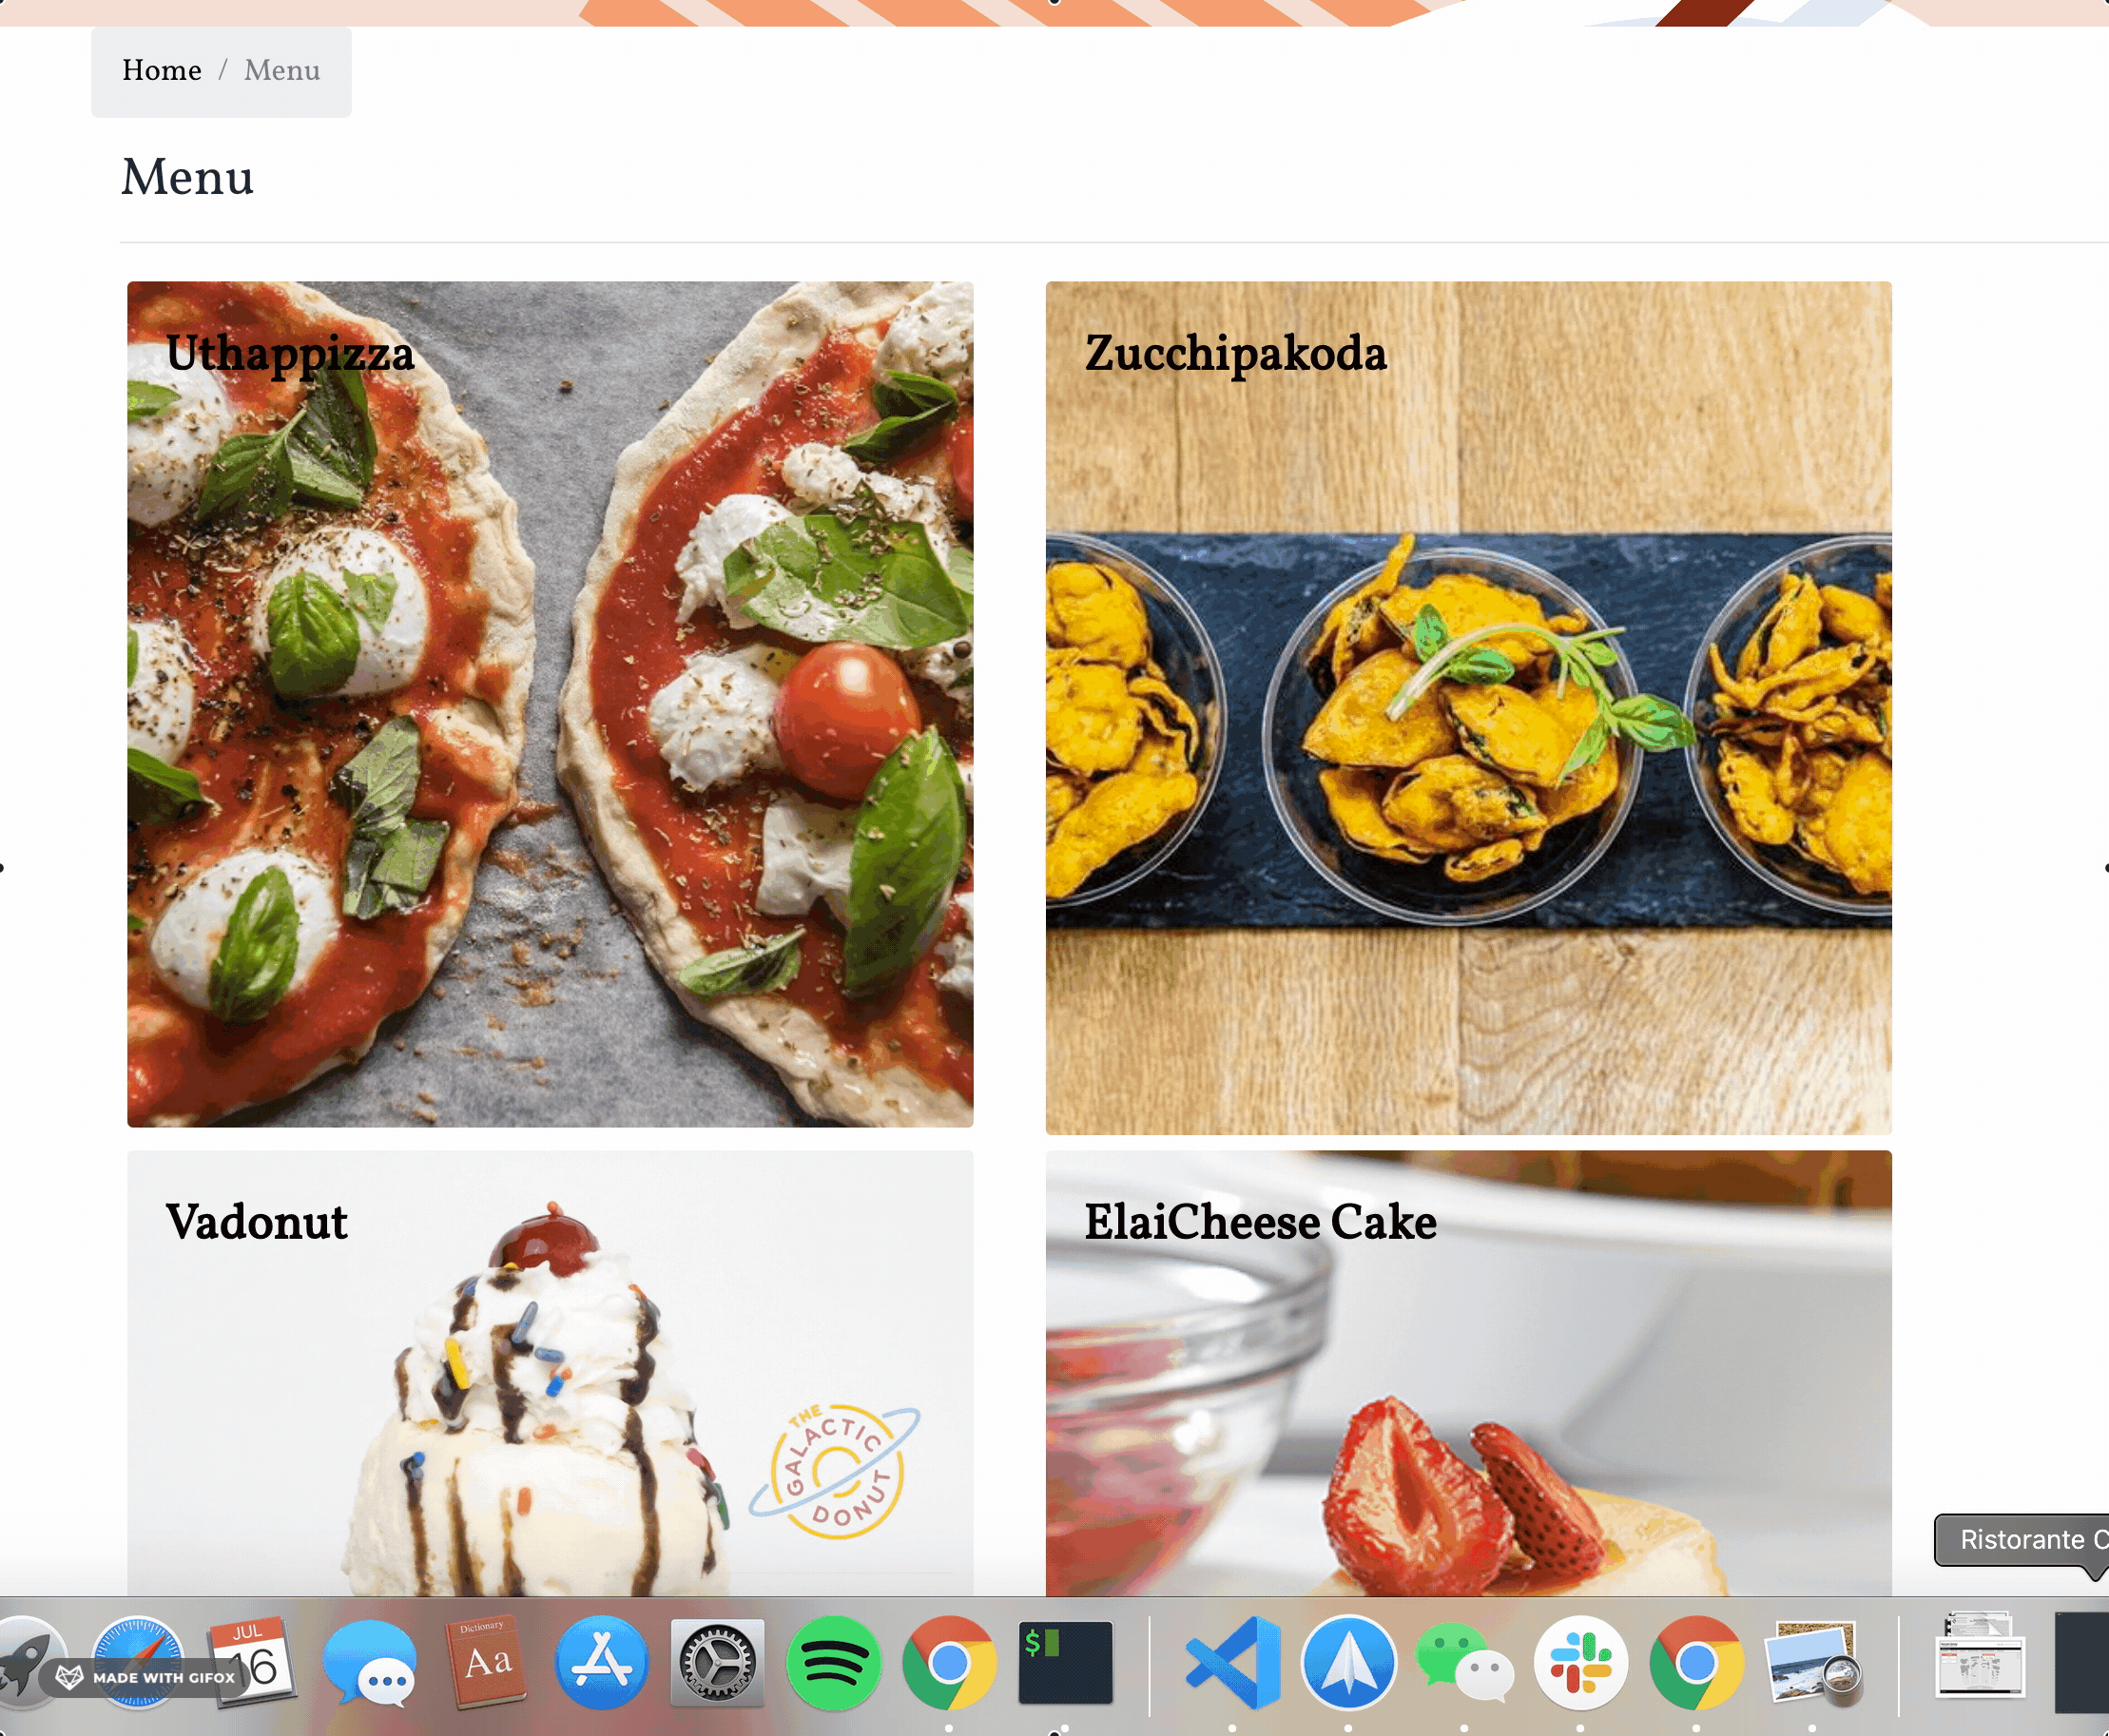 Home / Menu
Menu
Uthappizza
Zucchipakoda
Vadonut
ElaiCheese Cake
THE
GALACTIC
DONUT
Ristorante C
JUL
16
Dictionary
Aa
$
MADE WITH GIFOX